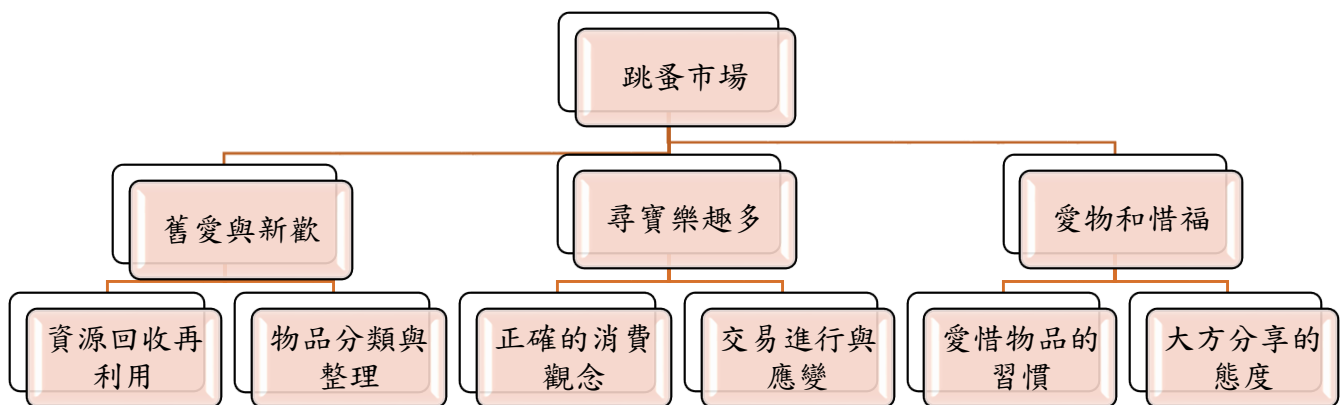 跳蚤市場
舊愛與新歡
尋寶樂趣多
愛物和惜福
資源回收再
利用
物品分類與
整理
正確的消費
觀念
交易進行與
應變
愛惜物品的
習慣
大方分享的
態度